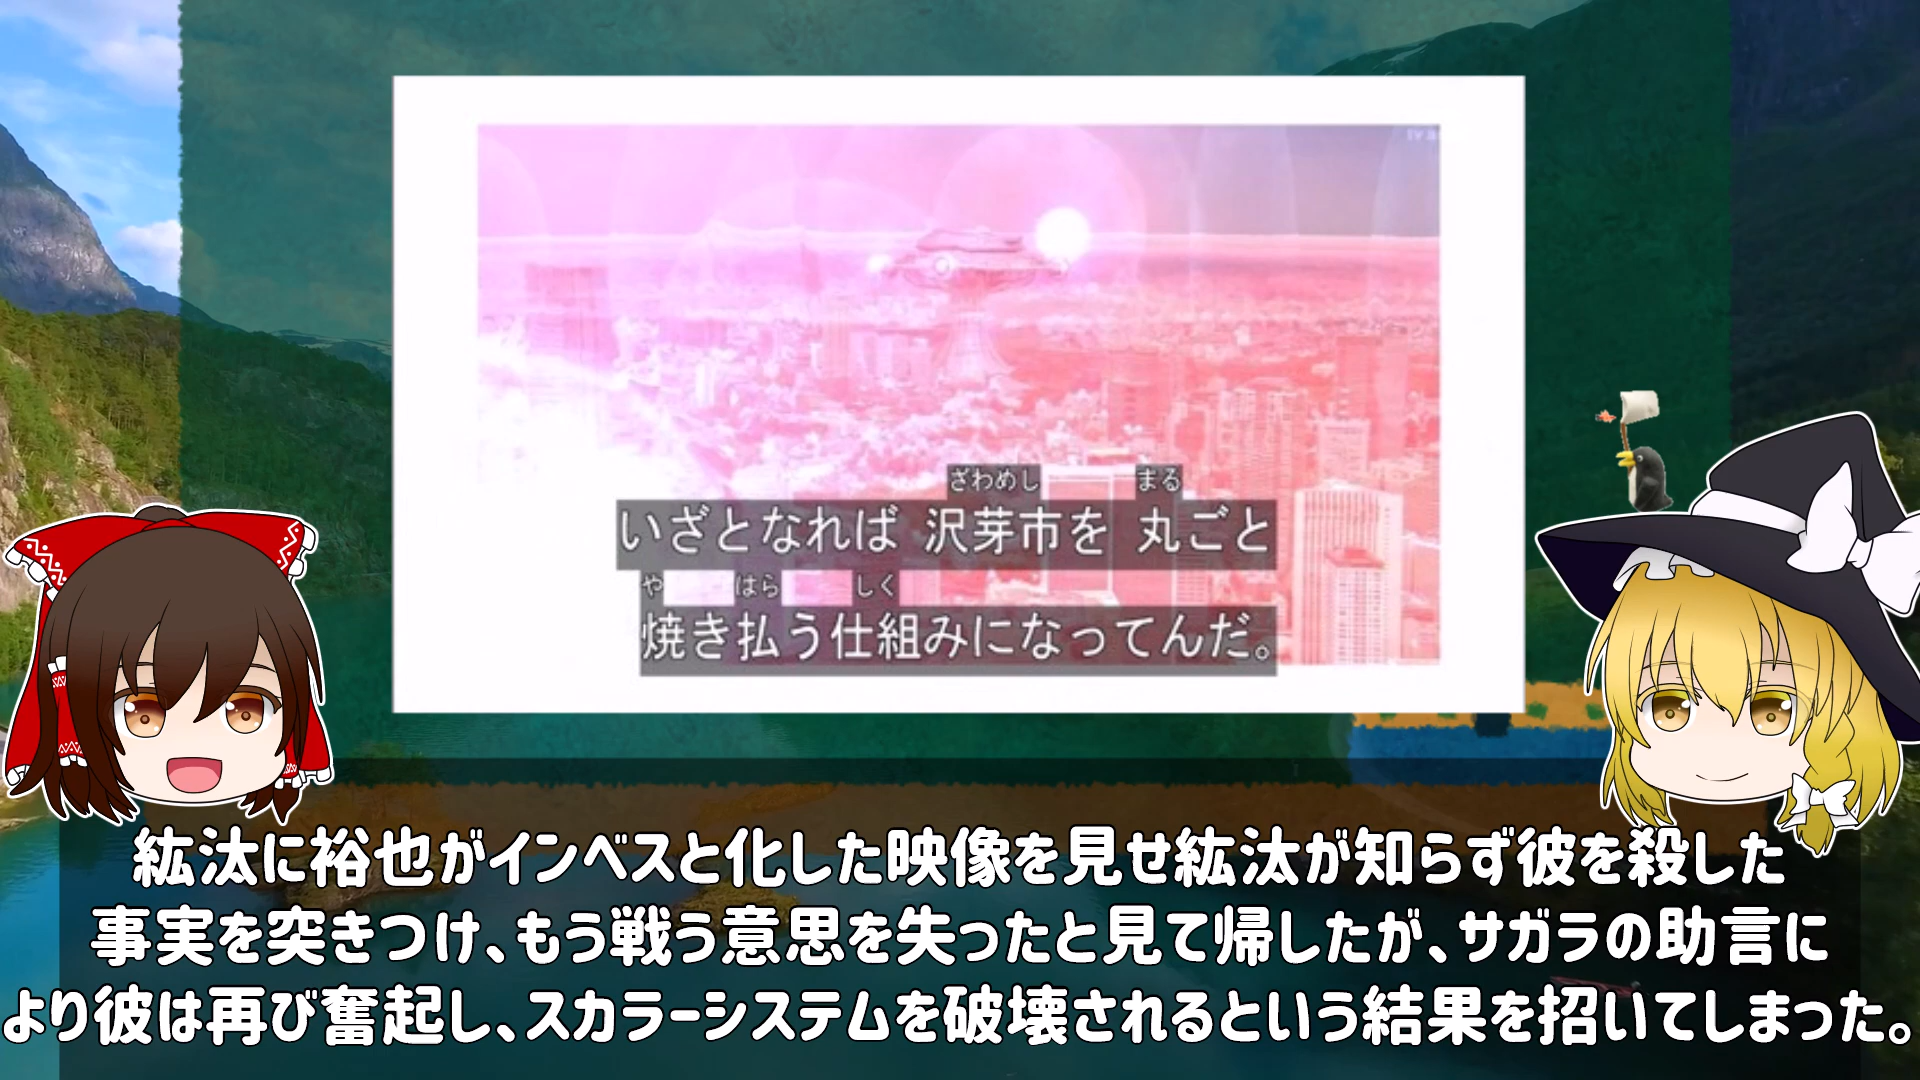 ざわめし まる
いざとなれば 沢芽市を 丸ごと
や はら しく
焼き払う仕組みになってんだ。
紘汰に裕也がインベスと化した映像を見せ紘汰が知らず彼を殺した
事実を突きつけ、もう戦う意思を失ったと見て帰したが、サガラの助言に
より彼は再び奮起し、スカラーシステムを破壊されるという結果を招いてしまった。